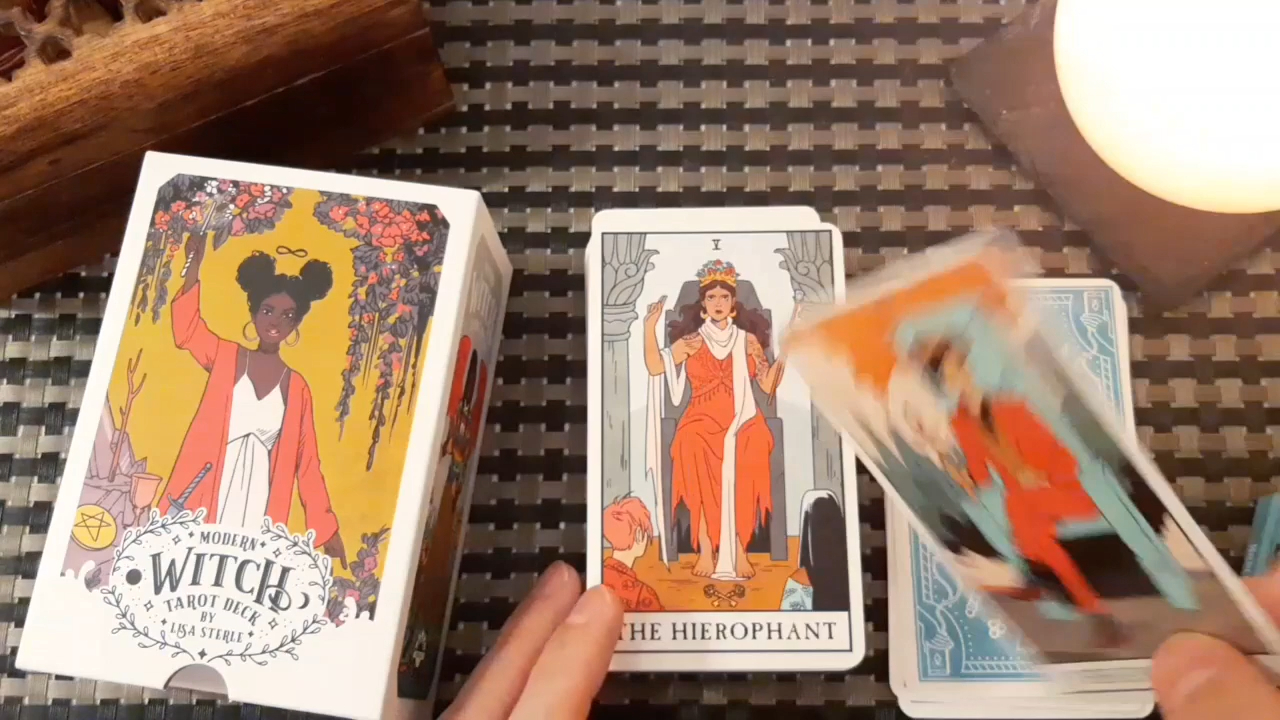 MODERN
WITCH
TAROT DECK
BY
LISA STERLE
V
THE HIEROPHANT